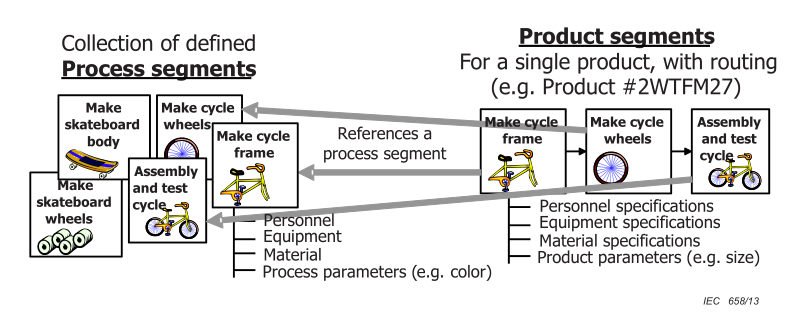 Collection of defined
Process segments
Product segments
For a single product, with routing
(e.g. Product #2WTFM27)
Make
skateboard
body
Make cycle
wheels
Make cycle
frame
Assembly
and test
cycle
Make
skateboard
wheels
References a
process segment
Make cycle
frame
Make cycle
wheels
Assembly
and test
cycle
Personnel
Equipment
Material
Process parameters (e.g. color)
Personnel specifications
Equipment specifications
Material specifications
Product parameters (e.g. size)
IEC 658/13